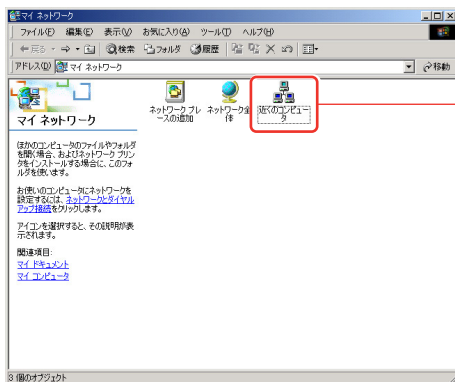 マイ ネットワーク
ファイル(F) 編集(E) 表示(V) お気に入り(A) ツール(T) ヘルプ(H)
戻る 検索 フォルダ 履歴
アドレス(D) マイ ネットワーク 移動
マイ ネットワーク
ほかのコンピュータのファイルやフォルダ
を開く場合、およびネットワーク プリン
タをインストールする場合に、このフォ
ルダを使います。
お使いのコンピュータにネットワークを
設定するには、ネットワークとダイヤル
アップ接続をクリックします。
アイコンを選択すると、その説明が表
示されます。
関連項目:
マイ ドキュメント
マイ コンピュータ
ネットワーク プレ
ースの追加
ネットワーク全
体
近くのコンピュー
タ
3 個のオブジェクト